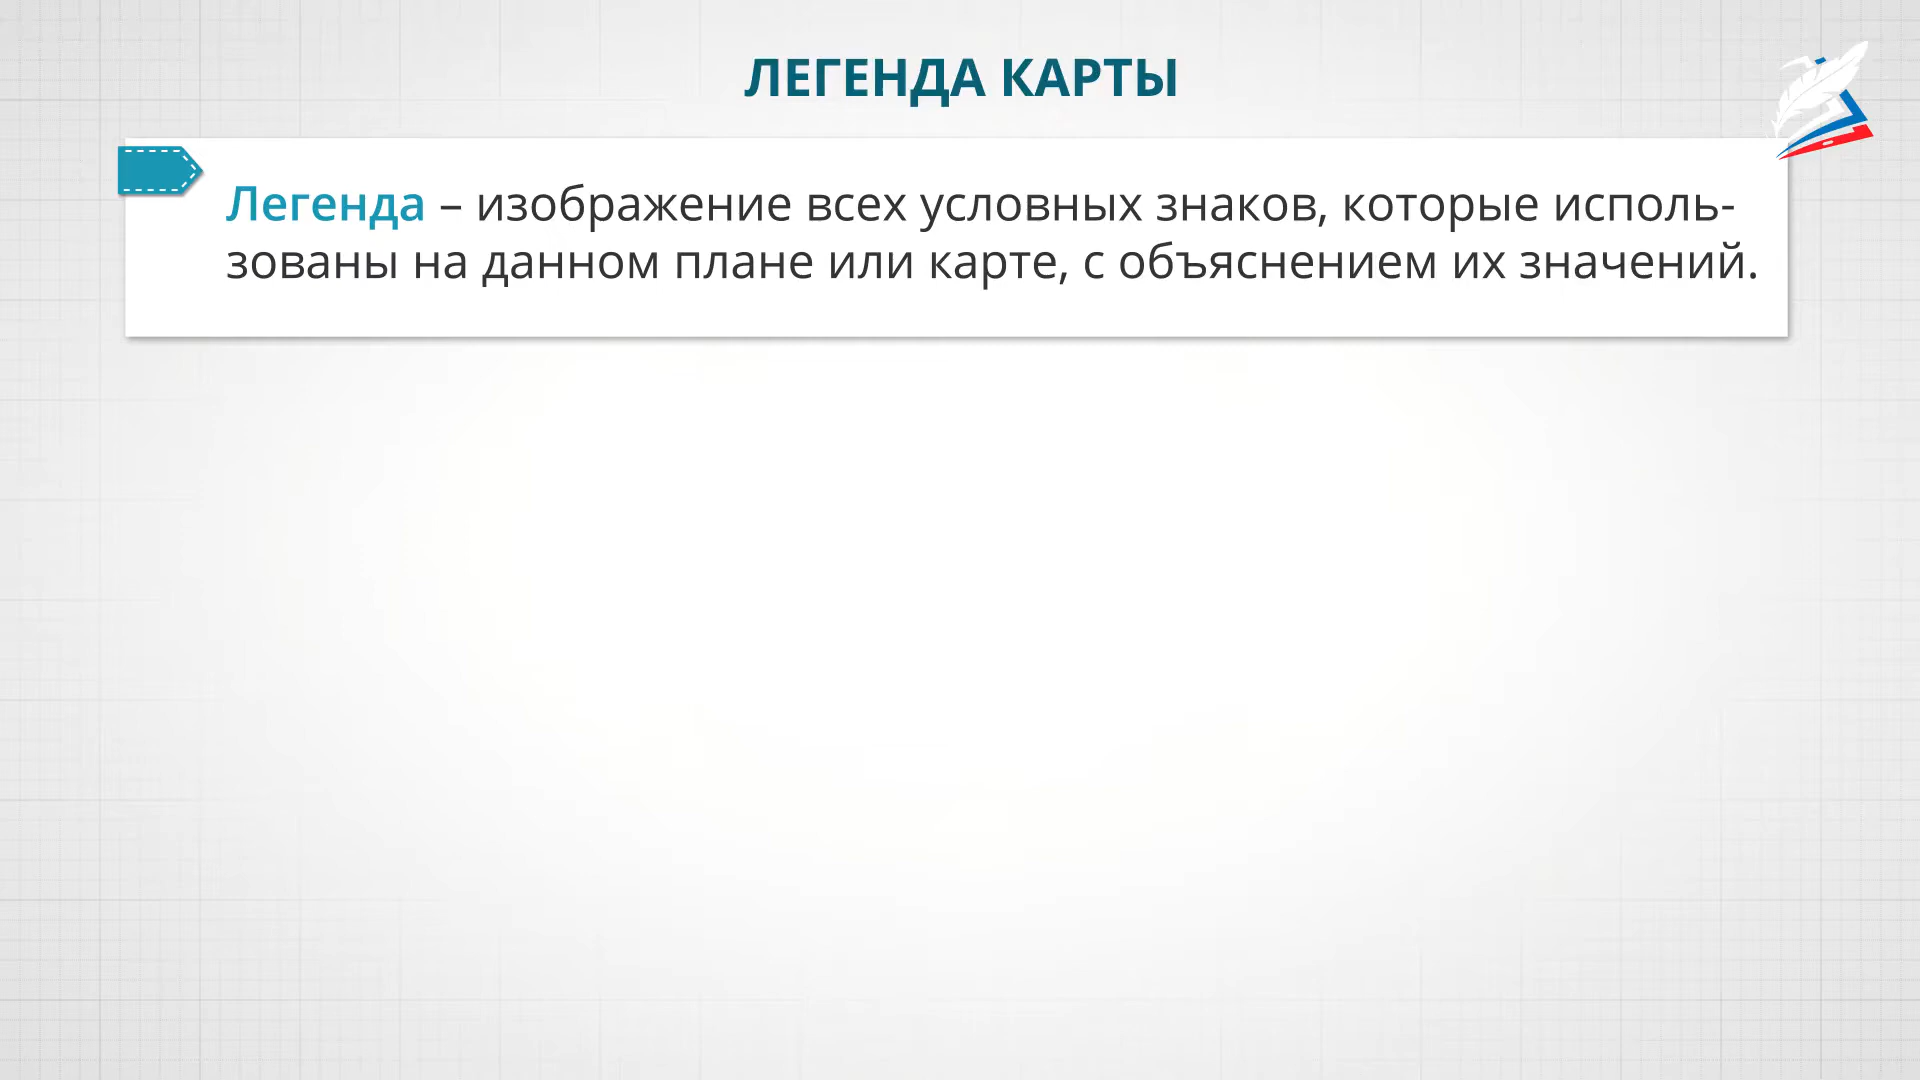 ЛЕГЕНДА КАРТЫ
Легенда – изображение всех условных знаков, которые исполь-
зованы на данном плане или карте, с объяснением их значений.